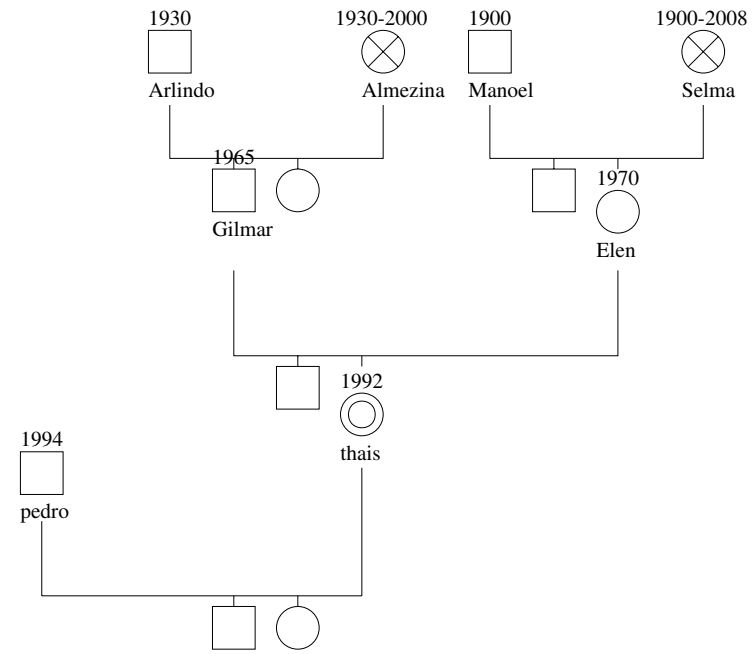 1930
1930-2000
1900
1900-2008
Arlindo
Almezina
Manoel
Selma
1965
1970
Gilmar
Elen
1992
thais
1994
pedro